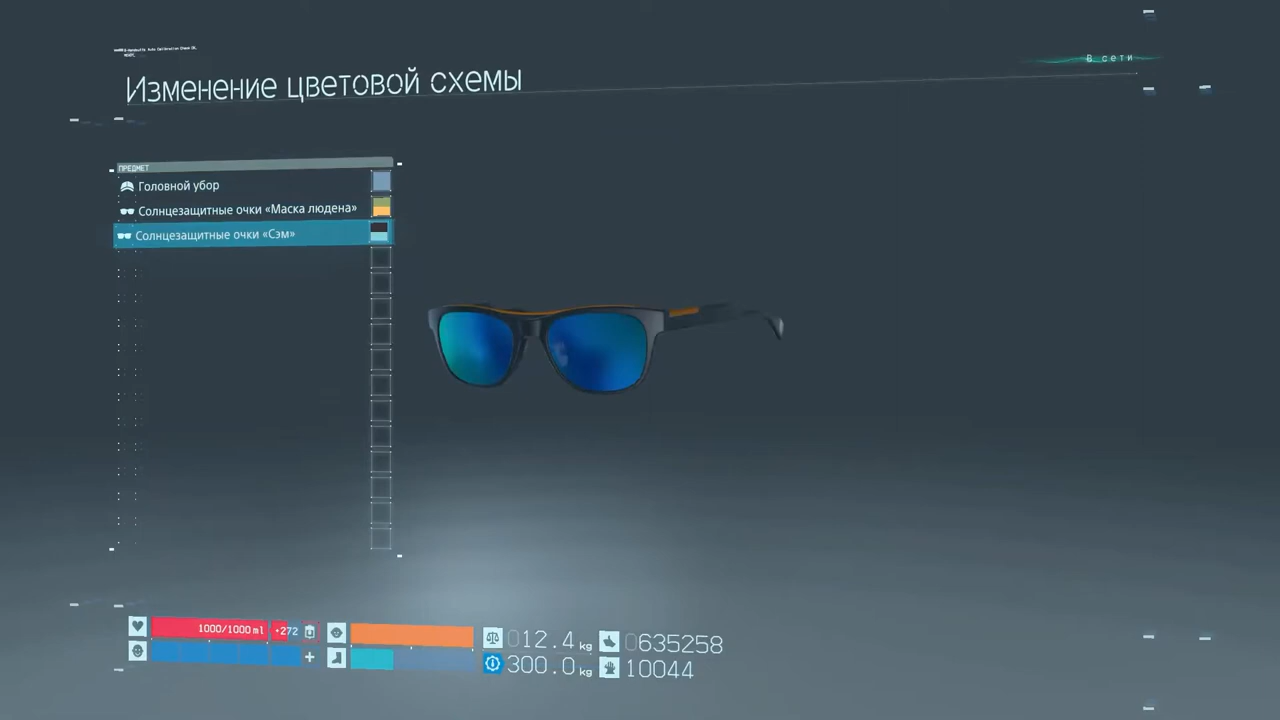 Изменение цветовой схемы
В сети
ПРЕДМЕТ
Головной убор
Солнцезащитные очки «Маска людена»
Солнцезащитные очки «Сэм»
1000/1000 ml
+272
012.4 kg
0635258
300.0 kg
10044